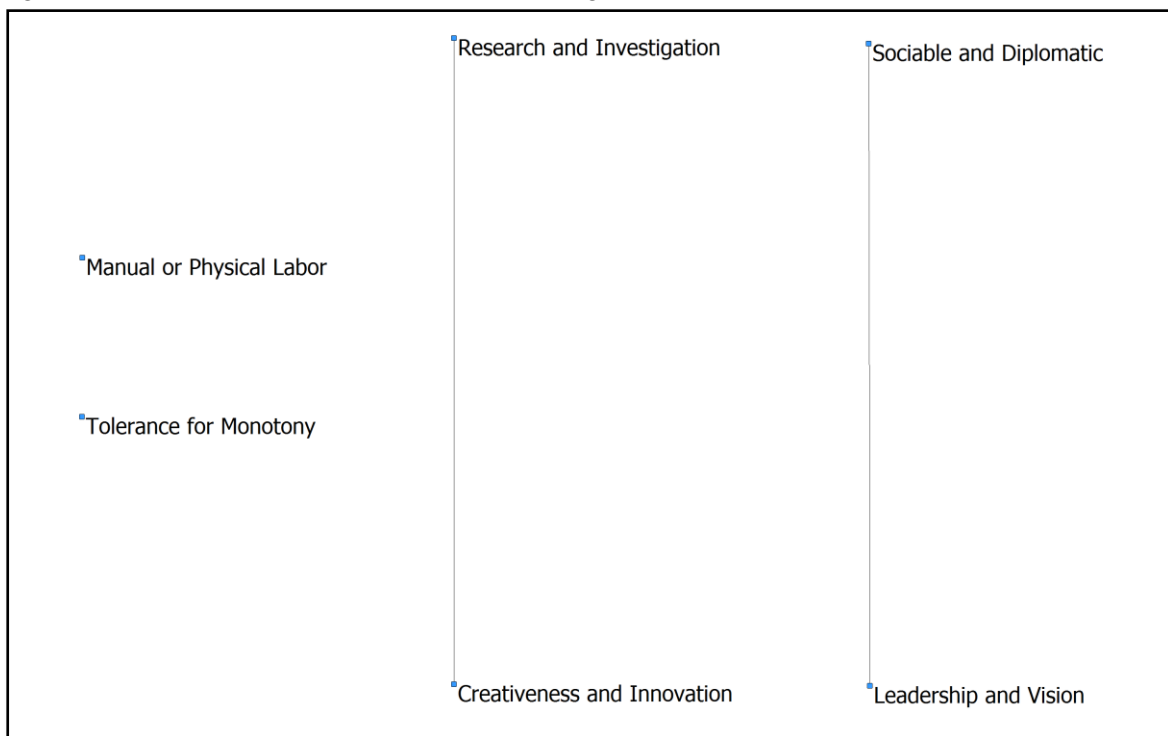 Research and Investigation
Sociable and Diplomatic
Manual or Physical Labor
Tolerance for Monotony
Creativeness and Innovation
Leadership and Vision